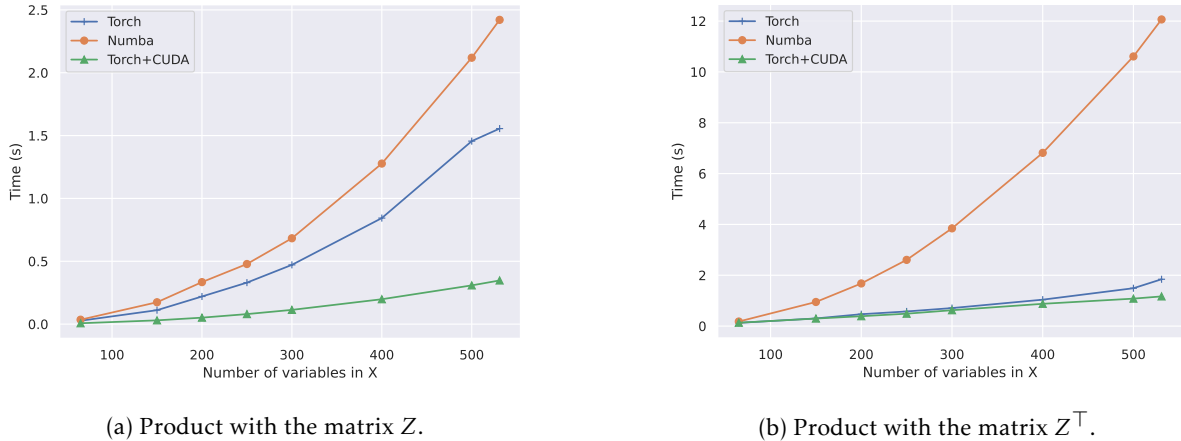 2.5
2.0
1.5
1.0
0.5
0.0
Time (s)
Torch
Numba
Torch+CUDA
100 200 300 400 500
Number of variables in X
(a) Product with the matrix Z.
12
10
8
6
4
2
0
Time (s)
Torch
Numba
Torch+CUDA
100 200 300 400 500
Number of variables in X
(b) Product with the matrix Z⊤.